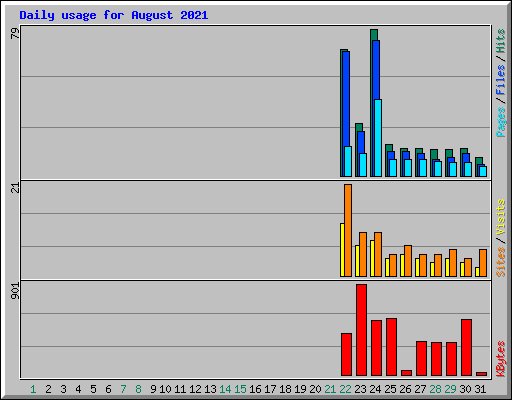 Daily usage for August 2021
79
Pages / Files / Hits
21
Sites / Visits
901
KBytes
1 2 3 4 5 6 7 8 9 10 11 12 13 14 15 16 17 18 19 20 21 22 23 24 25 26 27 28 29 30 31